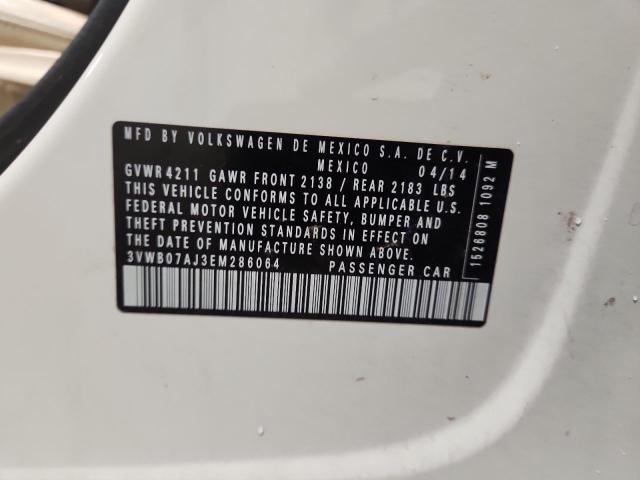 MFD BY VOLKSWAGEN DE MEXICO S.A. DE C.V.
MEXICO 04/14
GVWR 4211 GAWR FRONT 2138 / REAR 2183 LBS
THIS VEHICLE CONFORMS TO ALL APPLICABLE U.S.
FEDERAL MOTOR VEHICLE SAFETY, BUMPER AND
THEFT PREVENTION STANDARDS IN EFFECT ON
THE DATE OF MANUFACTURE SHOWN ABOVE.
3VWB07AJ3EM286064 PASSENGER CAR
1526808 1092 M